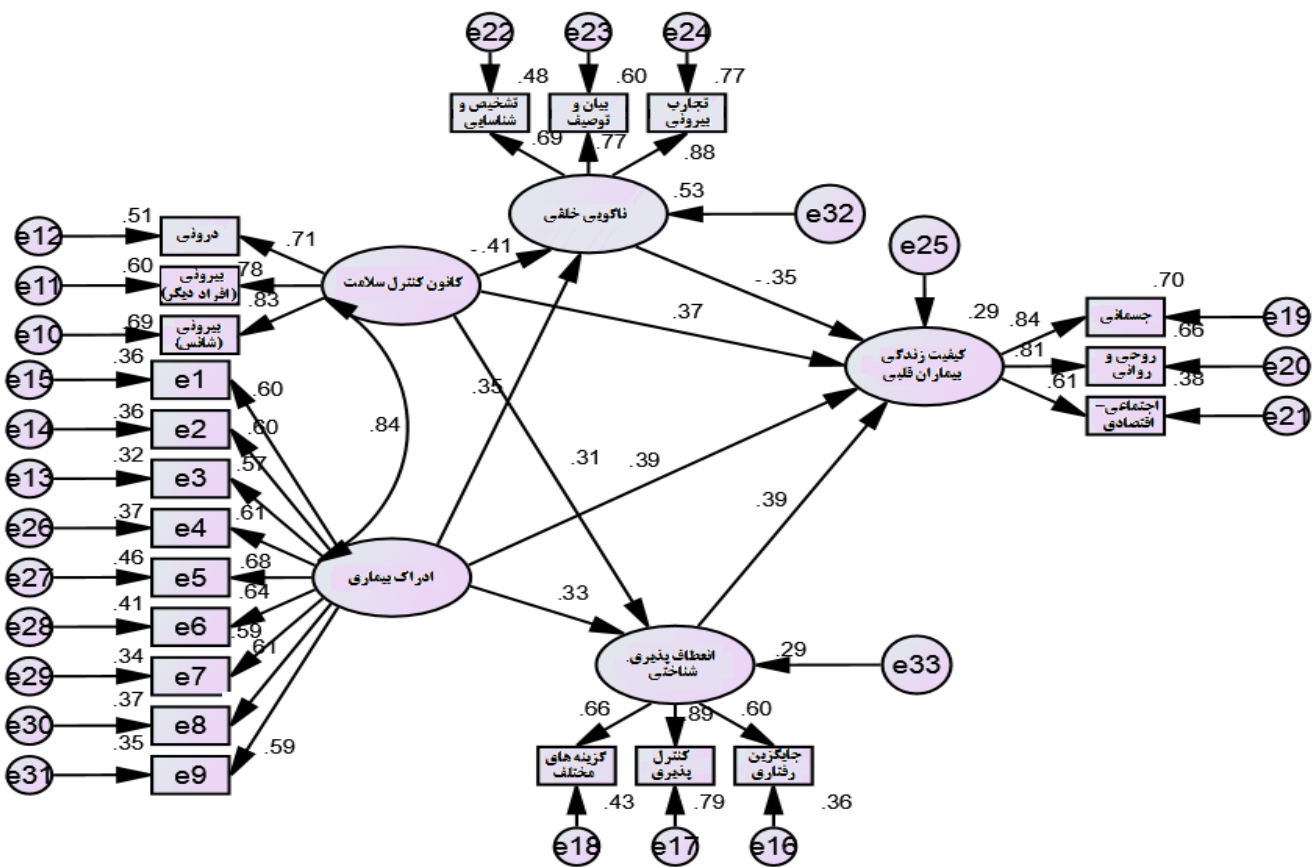 e22
e23
e24
.48
.60
.77
تشخیص و
شناسایی
بیان و
توصیف
تجارب
بیرونی
.69
.77
.88
ناگویی خلقی
.53
e32
e12
.51
درونی
.71
e11
.60
بیرونی
(افراد دیگر)
.78
e10
.69
بیرونی
(شانس)
.83
کانون کنترل سلامت
-.41
.37
-.35
e25
.29
کیفیت زندگی
بیماران قلبی
.84
جسمانی
.70
e19
.81
روحی و
روانی
.66
e20
.61
اجتماعی–
اقتصادی
.38
e21
e15
.36
e1
.60
e14
.36
e2
.60
e13
.32
e3
.57
e26
.37
e4
.61
e27
.46
e5
.68
e28
.41
e6
.64
e29
.34
e7
.59
e30
.37
e8
.61
e31
.35
e9
.59
.84
.35
.31
.39
.39
ادراک بیماری
.33
انعطاف پذیری.
شناختی
.29
e33
.66
.89
.60
گزینه های
مختلف
کنترل
پذیری
جایگزین
رفتاری
.43
.79
.36
e18
e17
e16